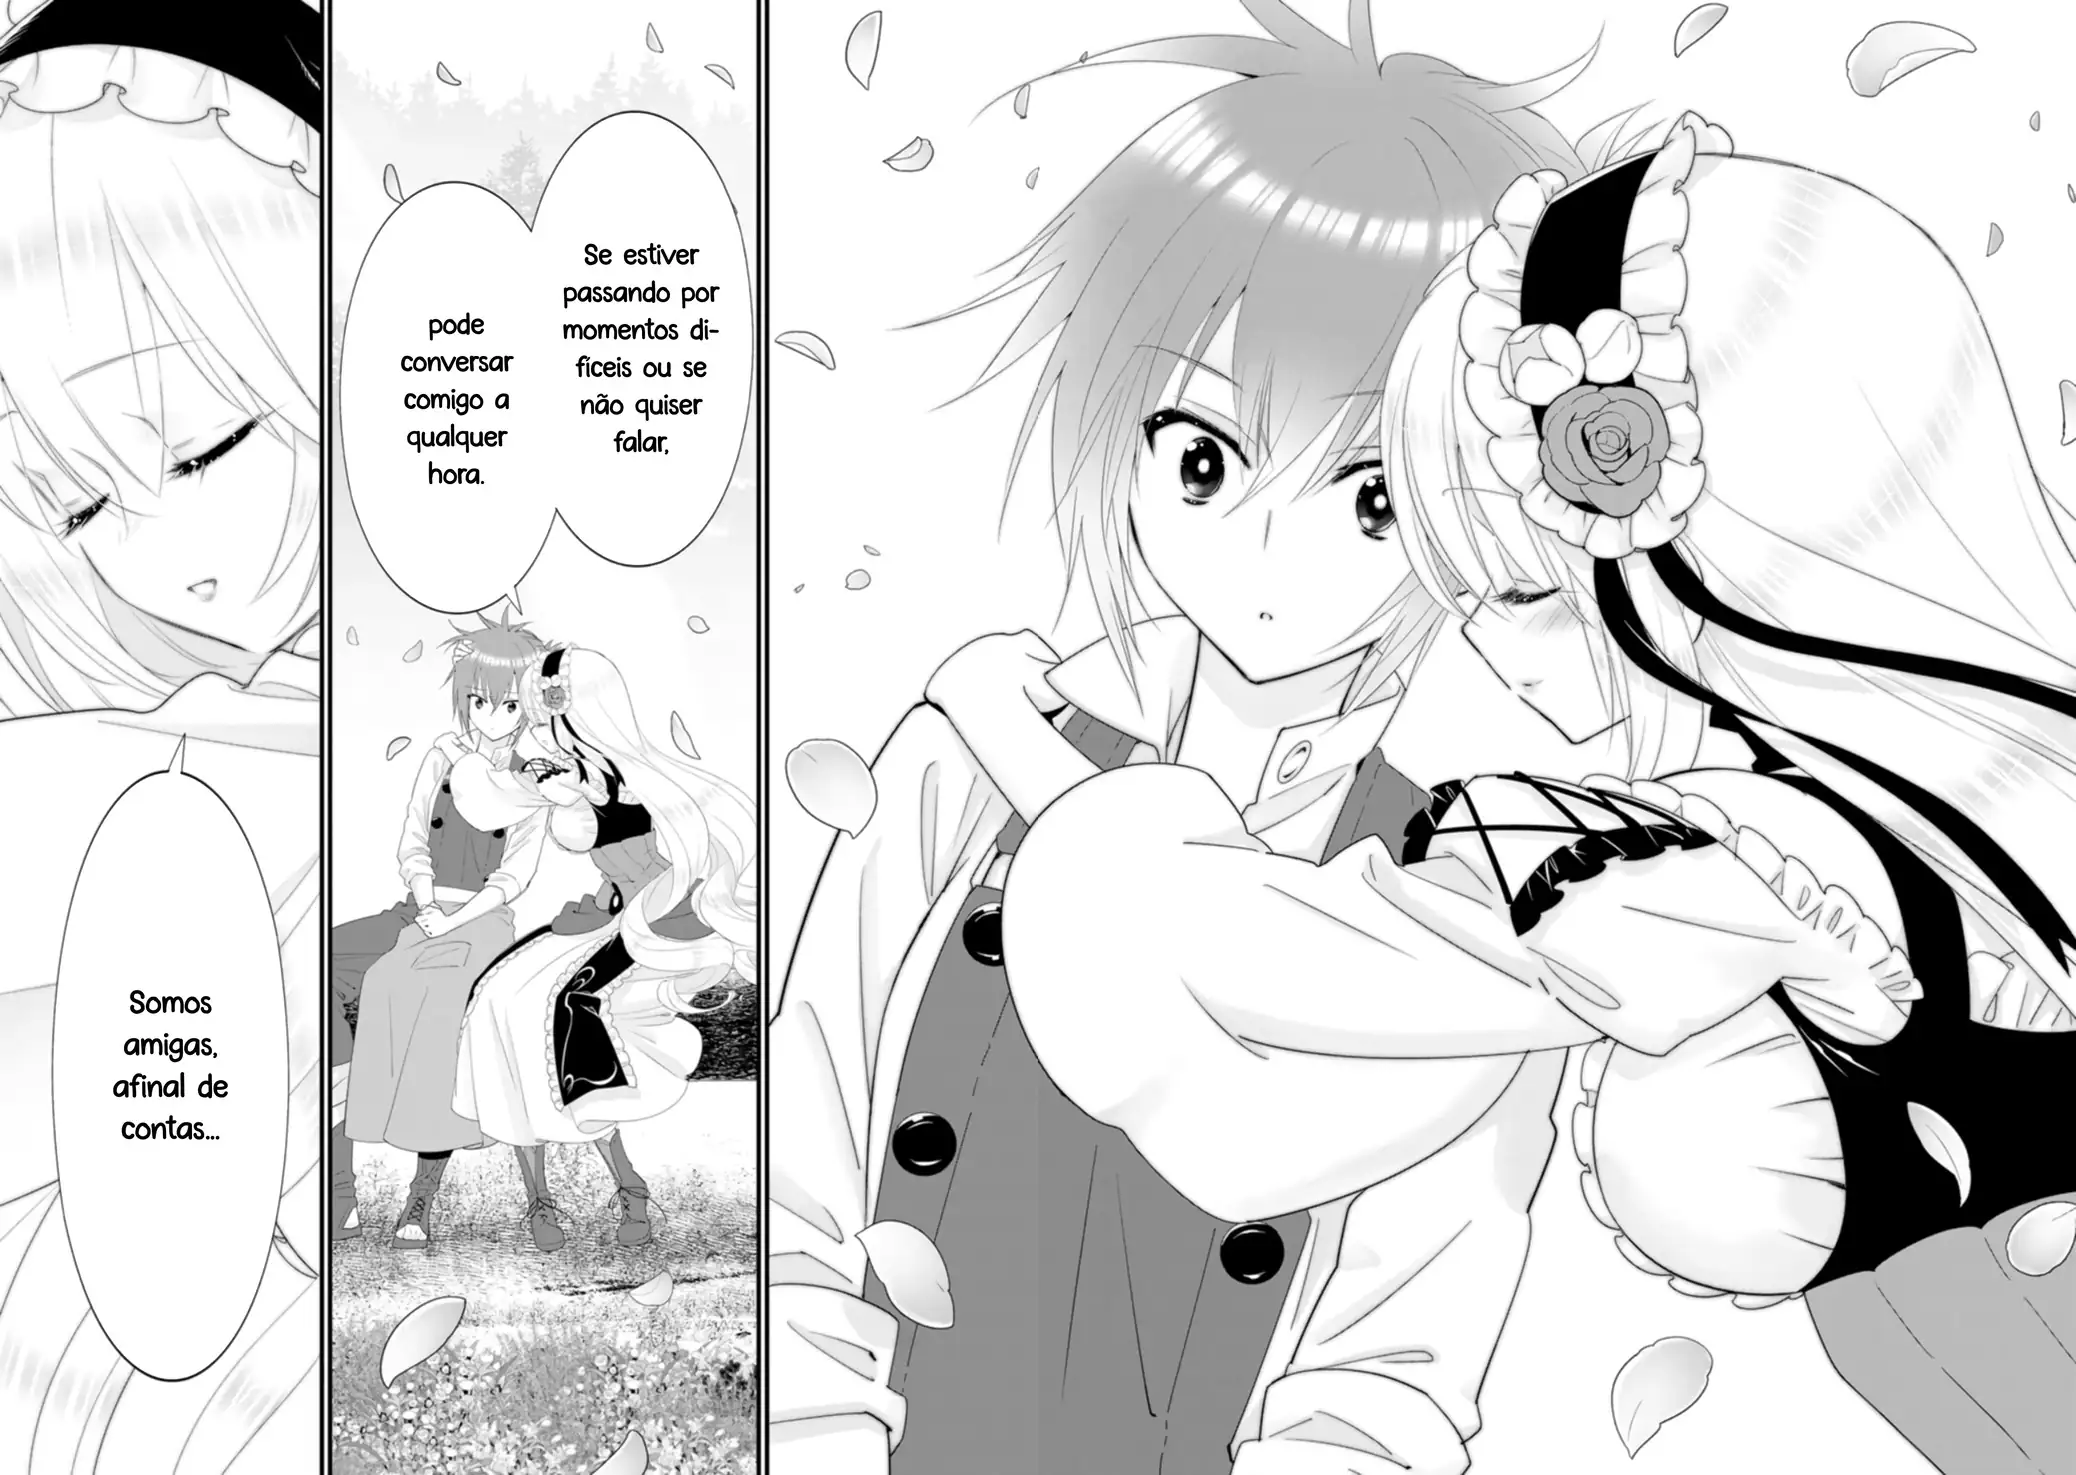 Se estiver
passando por
momentos di-
fíceis ou se
não quiser
falar,
pode
conversar
comigo a
qualquer
hora.
Somos
amigas,
afinal de
contas...